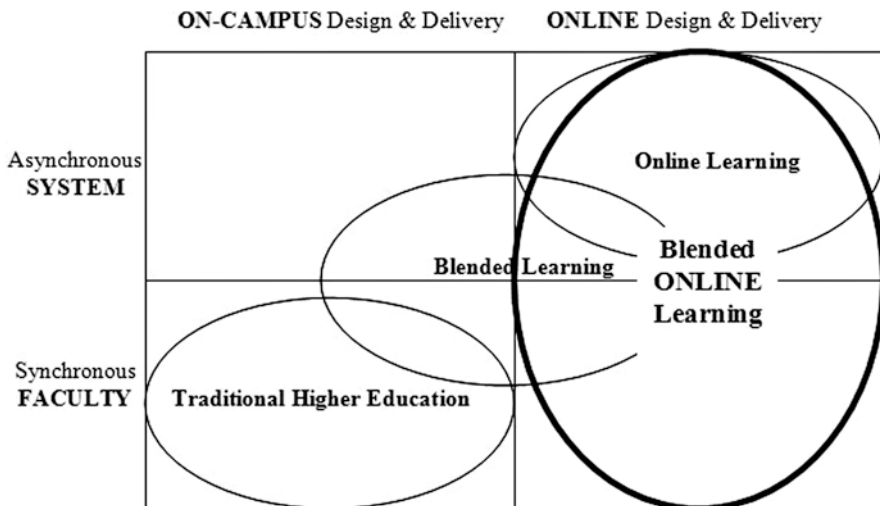 ON-CAMPUS Design & Delivery
ONLINE Design & Delivery
Asynchronous
SYSTEM
Online Learning
Blended Learning
Blended
ONLINE
Learning
Synchronous
FACULTY
Traditional Higher Education